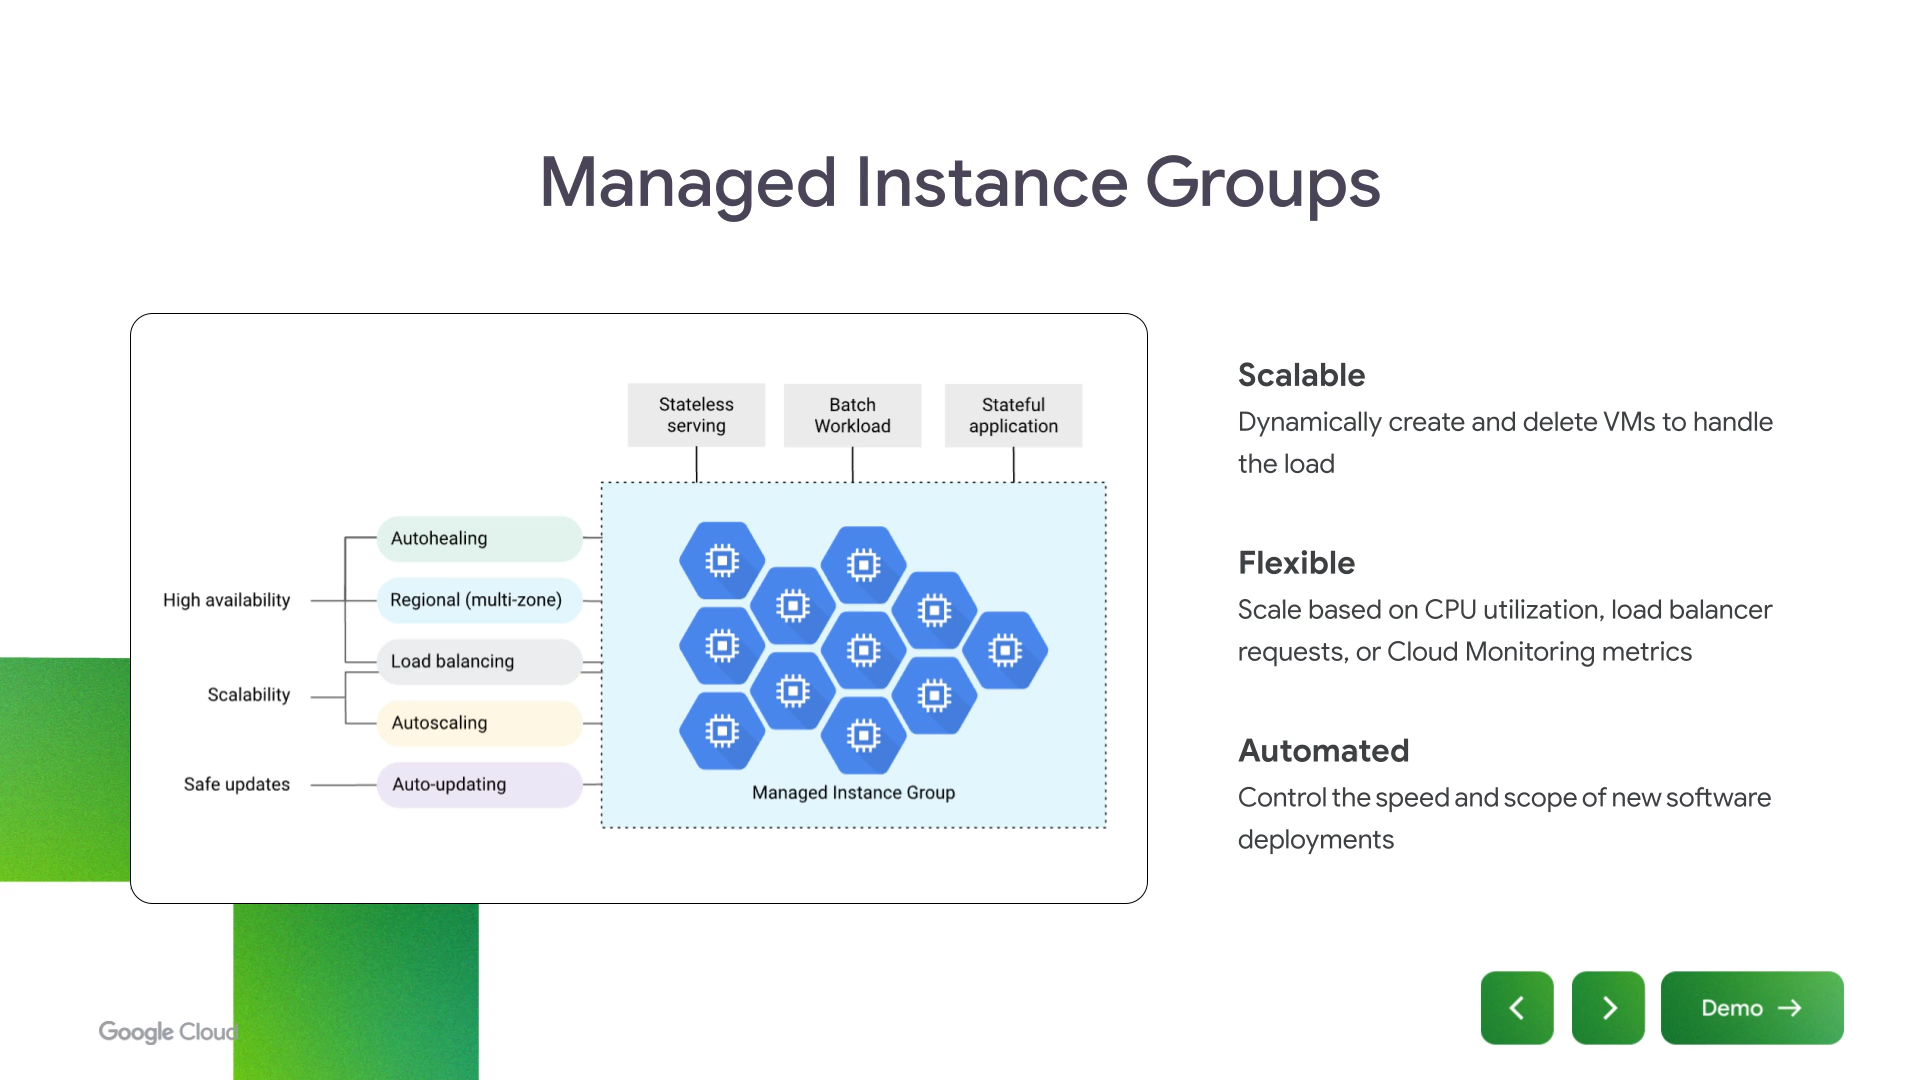 Managed Instance Groups
Stateless
serving
Batch
Workload
Stateful
application
High availability
Scalability
Safe updates
Autohealing
Regional (multi-zone)
Load balancing
Autoscaling
Auto-updating
Managed Instance Group
Scalable
Dynamically create and delete VMs to handle
the load
Flexible
Scale based on CPU utilization, load balancer
requests, or Cloud Monitoring metrics
Automated
Control the speed and scope of new software
deployments
Google Cloud
Demo